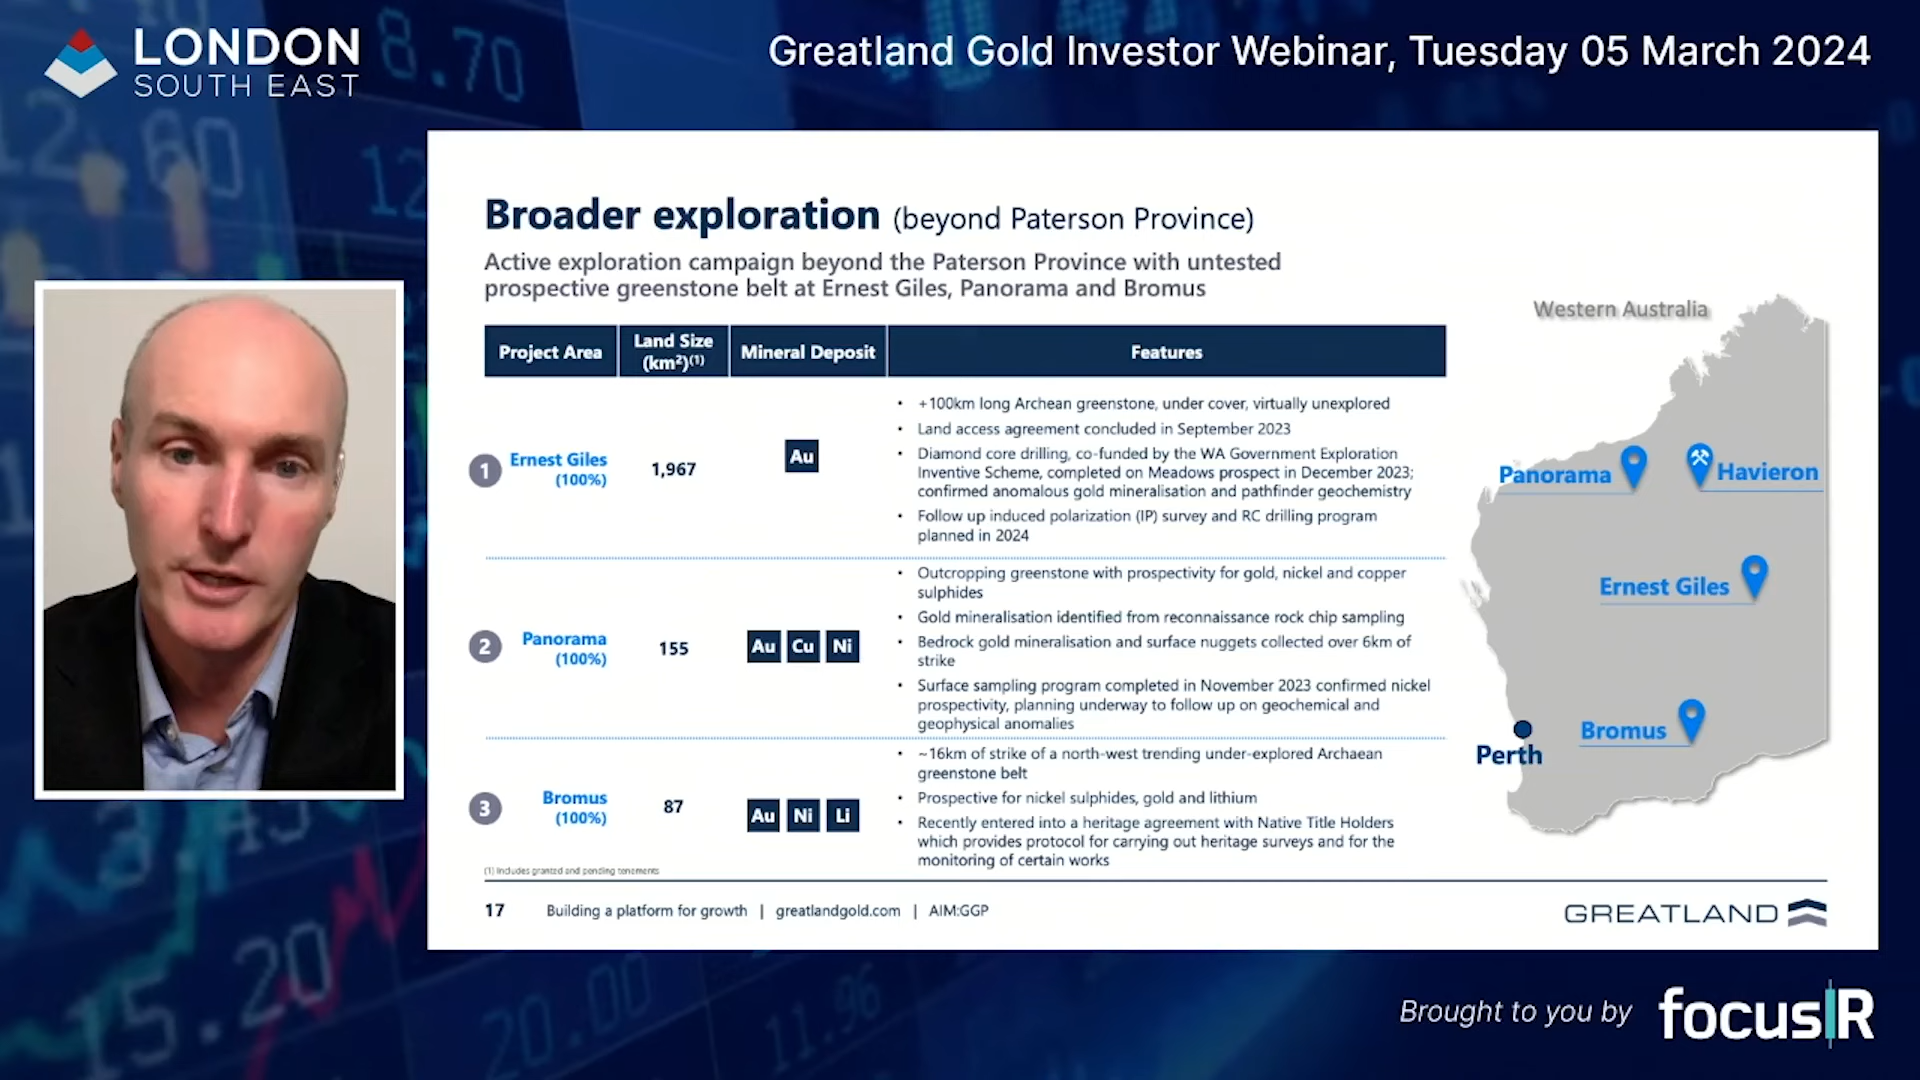 LONDON
SOUTH EAST
Greatland Gold Investor Webinar, Tuesday 05 March 2024
8.70
12.60
12
Broader exploration (beyond Paterson Province)
Active exploration campaign beyond the Paterson Province with untested
prospective greenstone belt at Ernest Giles, Panorama and Bromus
Project Area
Land Size
(km²)(1)
Mineral Deposit
Features
1
Ernest Giles
(100%)
1,967
Au
• +100km long Archean greenstone, under cover, virtually unexplored
• Land access agreement concluded in September 2023
• Diamond core drilling, co-funded by the WA Government Exploration
Inventive Scheme, completed on Meadows prospect in December 2023;
confirmed anomalous gold mineralisation and pathfinder geochemistry
• Follow up induced polarization (IP) survey and RC drilling program
planned in 2024
2
Panorama
(100%)
155
Au Cu Ni
• Outcropping greenstone with prospectivity for gold, nickel and copper
sulphides
• Gold mineralisation identified from reconnaissance rock chip sampling
• Bedrock gold mineralisation and surface nuggets collected over 6km of
strike
• Surface sampling program completed in November 2023 confirmed nickel
prospectivity, planning underway to follow up on geochemical and
geophysical anomalies
3
Bromus
(100%)
87
Au Ni Li
• ~16km of strike of a north-west trending under-explored Archaean
greenstone belt
• Prospective for nickel sulphides, gold and lithium
• Recently entered into a heritage agreement with Native Title Holders
which provides protocol for carrying out heritage surveys and for the
monitoring of certain works
(1) Includes granted and pending tenements
Western Australia
Panorama
Havieron
Ernest Giles
Bromus
Perth
17 Building a platform for growth | greatlandgold.com | AIM:GGP
GREATLAND
15.20
20.00
11.96
Brought to you by focusIR